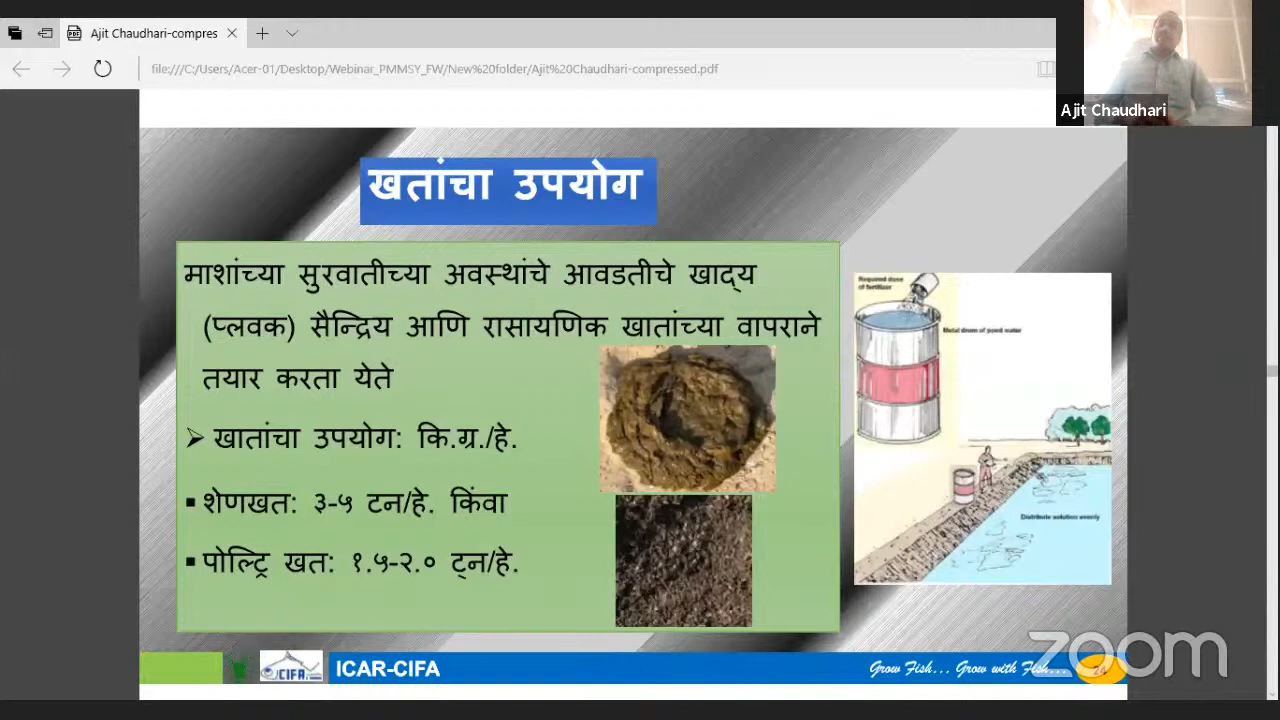 Ajit Chaudhari-compres
file:///C:/Users/Acer-01/Desktop/Webinar_PMMSY_FW/New%20folder/Ajit%20Chaudhari-compressed.pdf
Ajit Chaudhari
खतांचा उपयोग
माशांच्या सुरवातीच्या अवस्थांचे आवडतीचे खाद्य
(प्लवक) सैन्द्रिय आणि रासायणिक खातांच्या वापराने
तयार करता येते
➢ खातांचा उपयोग: कि.ग्र./हे.
▪ शेणखत: ३-५ टन/हे. किंवा
▪ पोल्ट्रि खत: १.५-२.० ट्न/हे.
Required dose
of fertilizer
Metal drum of pond water
Distribute solution evenly
CIFA
ICAR-CIFA
Grow Fish... Grow with Fish...
zoom